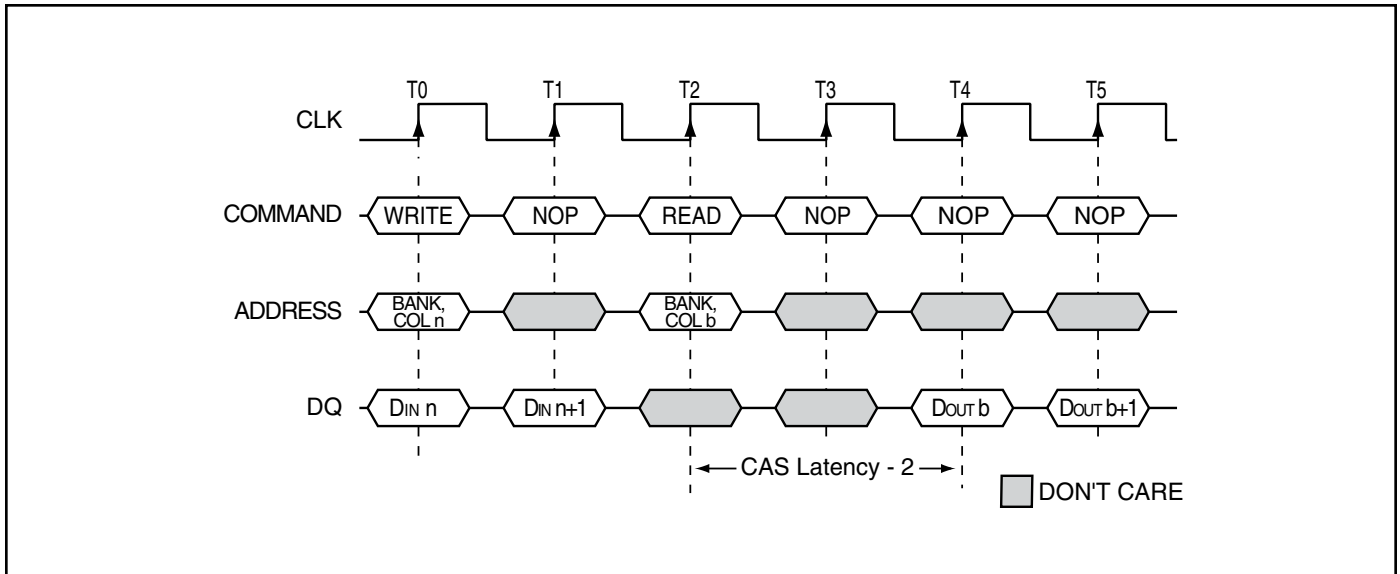 T0 T1 T2 T3 T4 T5
CLK
COMMAND WRITE NOP READ NOP NOP NOP
ADDRESS BANK, COL n BANK, COL b
DQ DIN n DIN n+1 DOUT b DOUT b+1
CAS Latency - 2
DON'T CARE